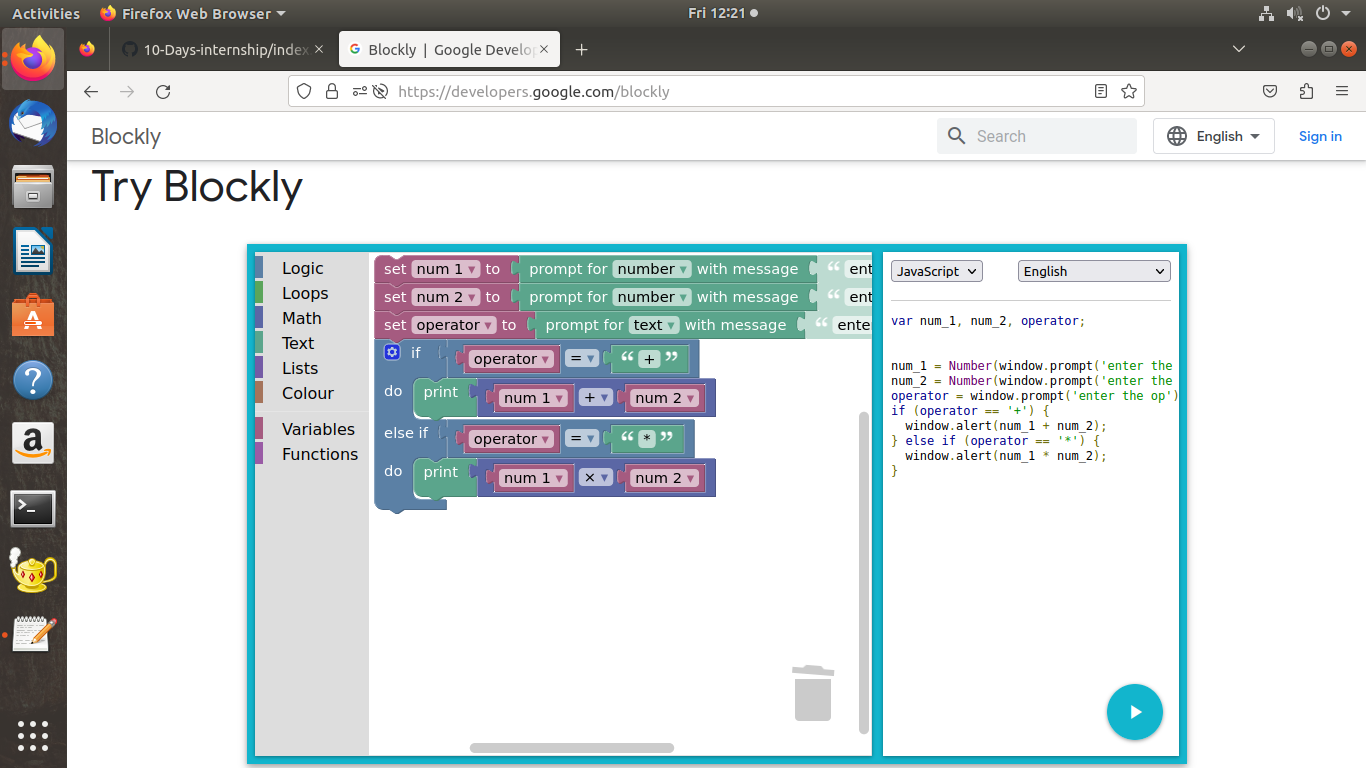 Activities Firefox Web Browser Fri 12:21
10-Days-internship/index. Blockly | Google Develop
https://developers.google.com/blockly
Blockly Search English Sign in
Try Blockly
Logic
Loops
Math
Text
Lists
Colour
Variables
Functions
set num 1 to prompt for number with message “ ent
set num 2 to prompt for number with message “ ent
set operator to prompt for text with message “ ente
if operator = “ + ”
do print num 1 + num 2
else if operator = “ * ”
do print num 1 × num 2
JavaScript English
var num_1, num_2, operator;
num_1 = Number(window.prompt('enter the
num_2 = Number(window.prompt('enter the
operator = window.prompt('enter the op')
if (operator == '+') {
window.alert(num_1 + num_2);
} else if (operator == '*') {
window.alert(num_1 * num_2);
}